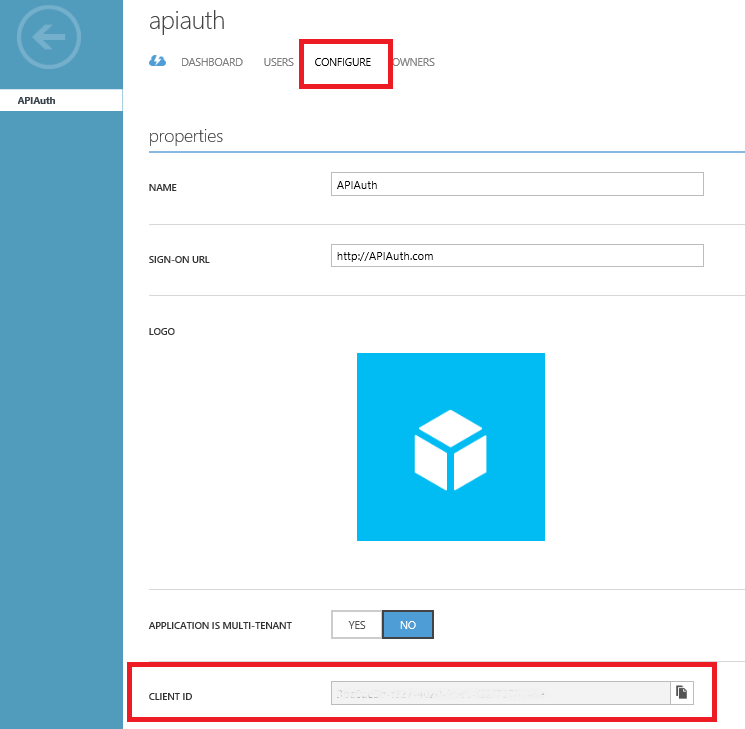 apiauth
DASHBOARD USERS CONFIGURE OWNERS
APIAuth
properties
NAME APIAuth
SIGN-ON URL http://APIAuth.com
LOGO
APPLICATION IS MULTI-TENANT YES NO
CLIENT ID